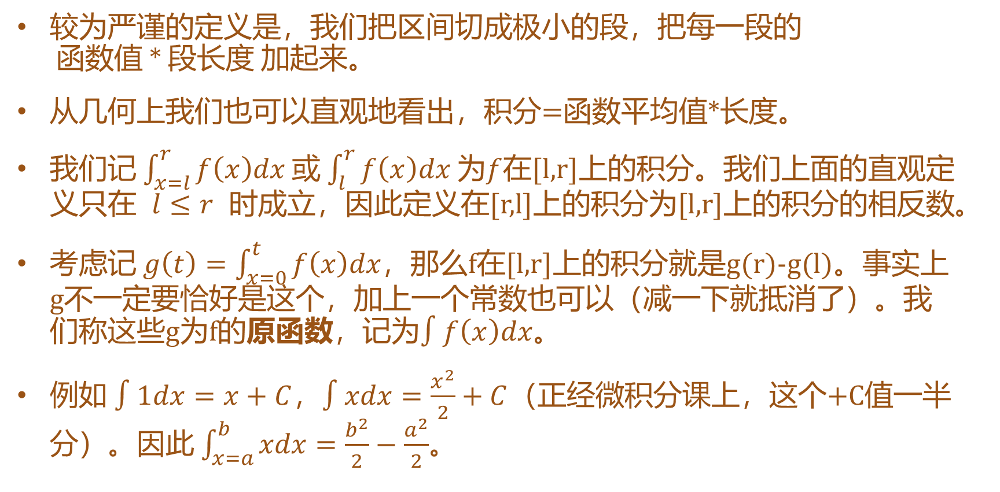 • 较为严谨的定义是，我们把区间切成极小的段，把每一段的
函数值 * 段长度 加起来。
• 从几何上我们也可以直观地看出，积分=函数平均值*长度。
• 我们记 ∫_{x=l}^{r} f(x)dx 或 ∫_{l}^{r} f(x)dx 为f在[l,r]上的积分。我们上面的直观定
义只在 l ≤ r 时成立，因此定义在[r,l]上的积分为[l,r]上的积分的相反数。
• 考虑记 g(t) = ∫_{x=0}^{t} f(x)dx，那么f在[l,r]上的积分就是g(r)-g(l)。事实上
g不一定要恰好是这个，加上一个常数也可以（减一下就抵消了）。我
们称这些g为f的原函数，记为∫ f(x)dx。
• 例如 ∫ 1dx = x + C，∫ xdx = \frac{x^2}{2} + C（正经微积分课上，这个+C值一半
分）。因此 ∫_{x=a}^{b} xdx = \frac{b^2}{2} − \frac{a^2}{2}。